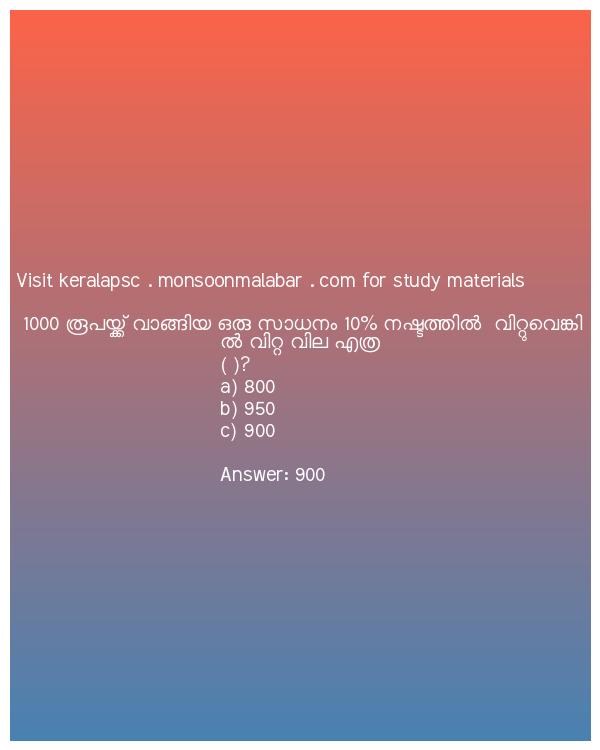 Visit keralapsc . monsoonmalabar . com for study materials
1000 രൂപയ്ക്ക് വാങ്ങിയ ഒരു സാധനം 10% നഷ്ടത്തിൽ വിറ്റുവെങ്കി
ൽ വിറ്റ വില എത്ര
( )?
a) 800
b) 950
c) 900
Answer: 900